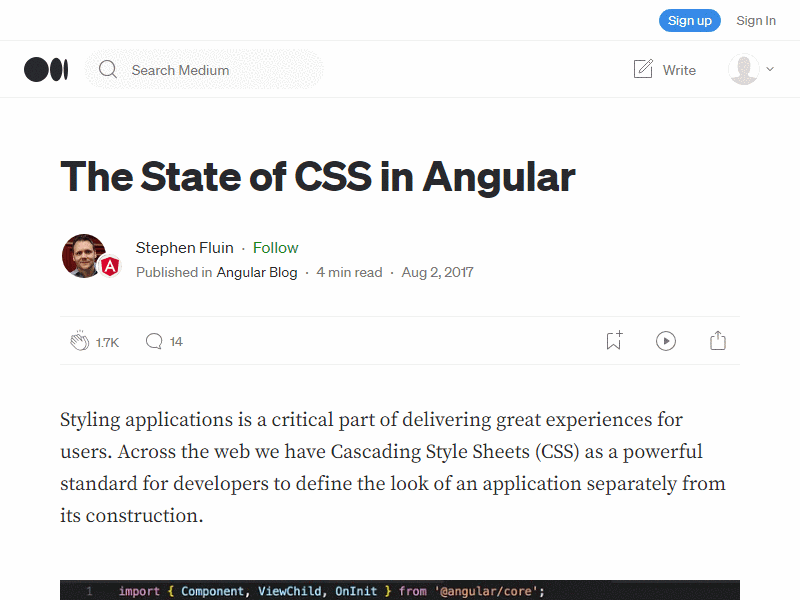 Sign up Sign In
Search Medium Write
The State of CSS in Angular
Stephen Fluin · Follow
Published in Angular Blog · 4 min read · Aug 2, 2017
1.7K 14
Styling applications is a critical part of delivering great experiences for
users. Across the web we have Cascading Style Sheets (CSS) as a powerful
standard for developers to define the look of an application separately from
its construction.
1 import { Component, ViewChild, OnInit } from '@angular/core';